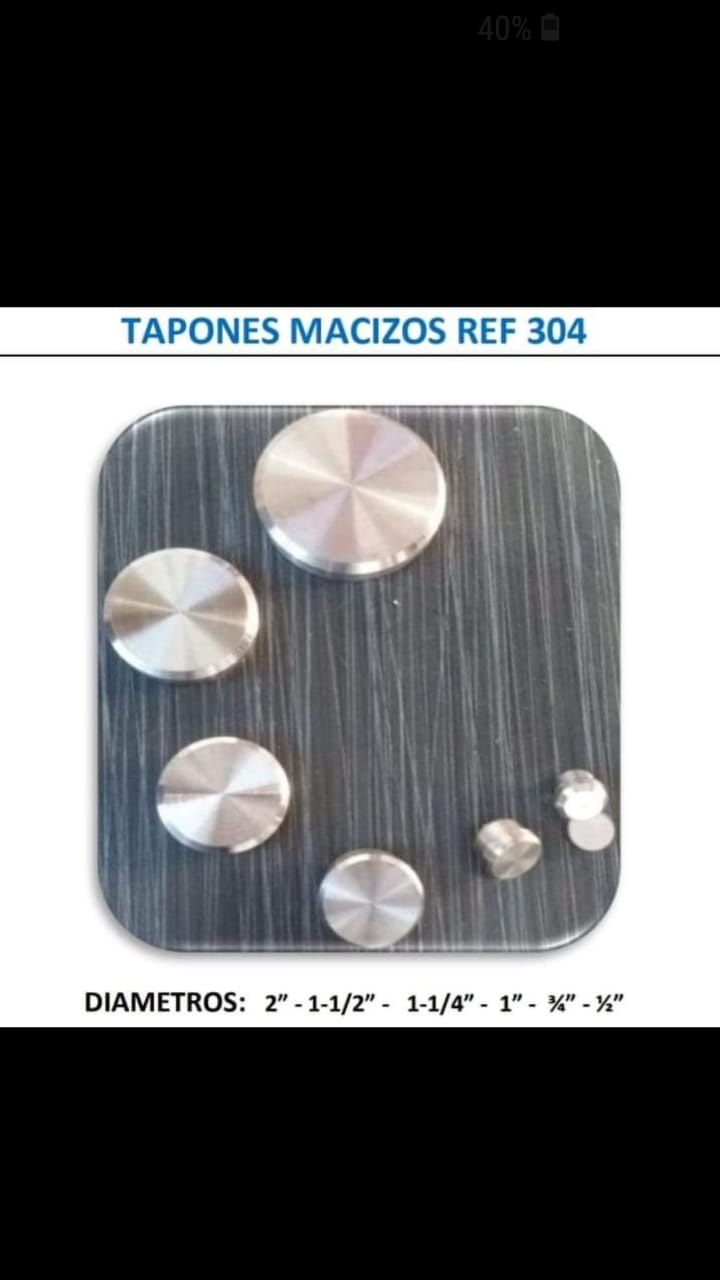 40%
TAPONES MACIZOS REF 304
DIAMETROS: 2” - 1-1/2” - 1-1/4” - 1” - ¾” - ½”